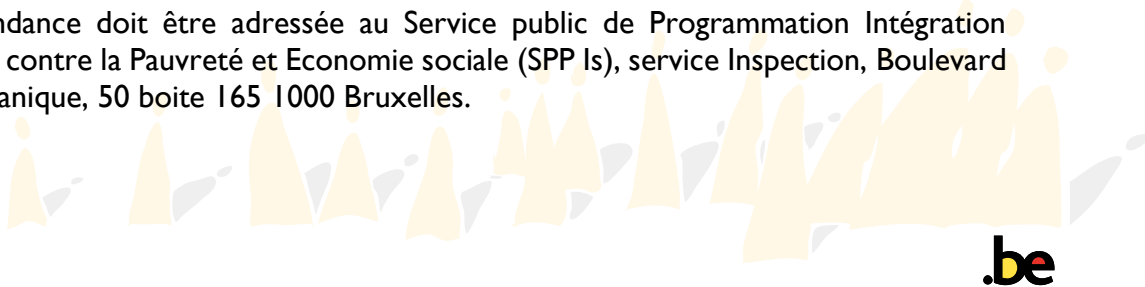 ndance doit être adressée au Service public de Programmation Intégration
contre la Pauvreté et Economie sociale (SPP Is), service Inspection, Boulevard
anique, 50 boite 165 1000 Bruxelles.
.be